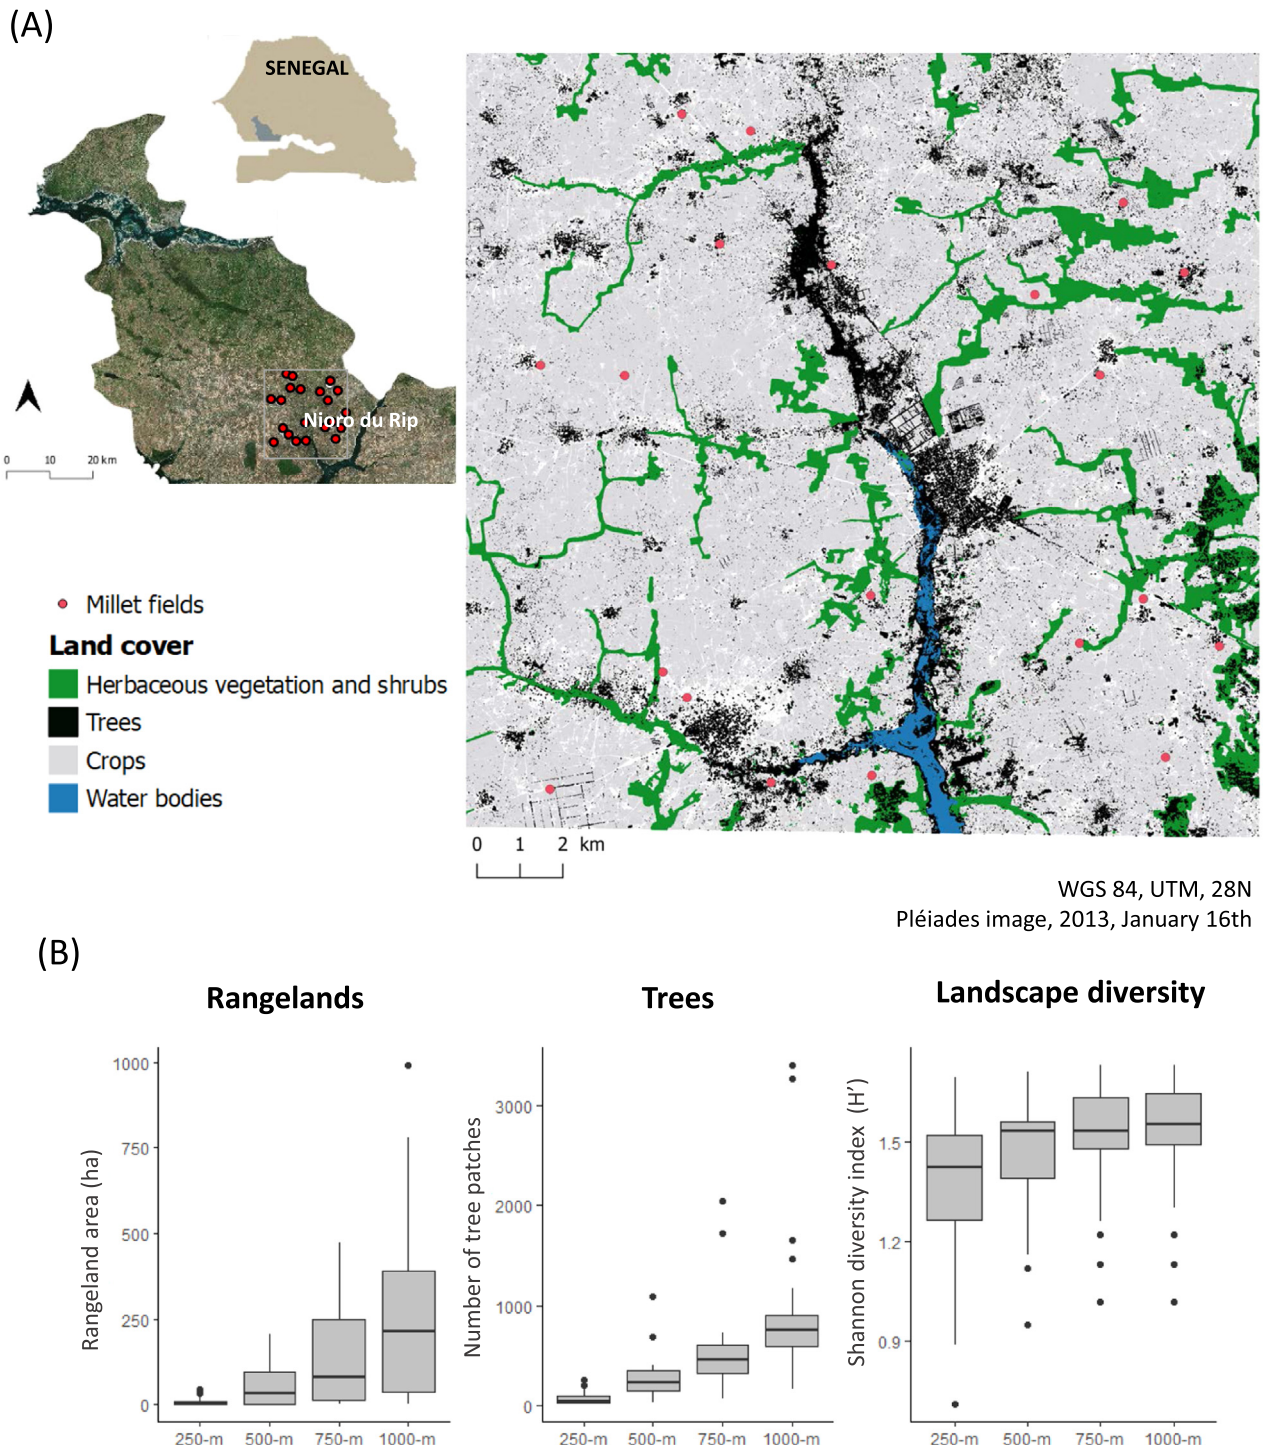 (A)
SENEGAL
Nioro du Rip
0 10 20 km
Millet fields
Land cover
Herbaceous vegetation and shrubs
Trees
Crops
Water bodies
0 1 2 km
WGS 84, UTM, 28N
Pléiades image, 2013, January 16th
(B)
Rangelands
Rangeland area (ha)
1000
750
500
250
0
250-m 500-m 750-m 1000-m
Trees
Number of tree patches
3000
2000
1000
0
250-m 500-m 750-m 1000-m
Landscape diversity
Shannon diversity index (H’)
1.5
1.2
0.9
250-m 500-m 750-m 1000-m